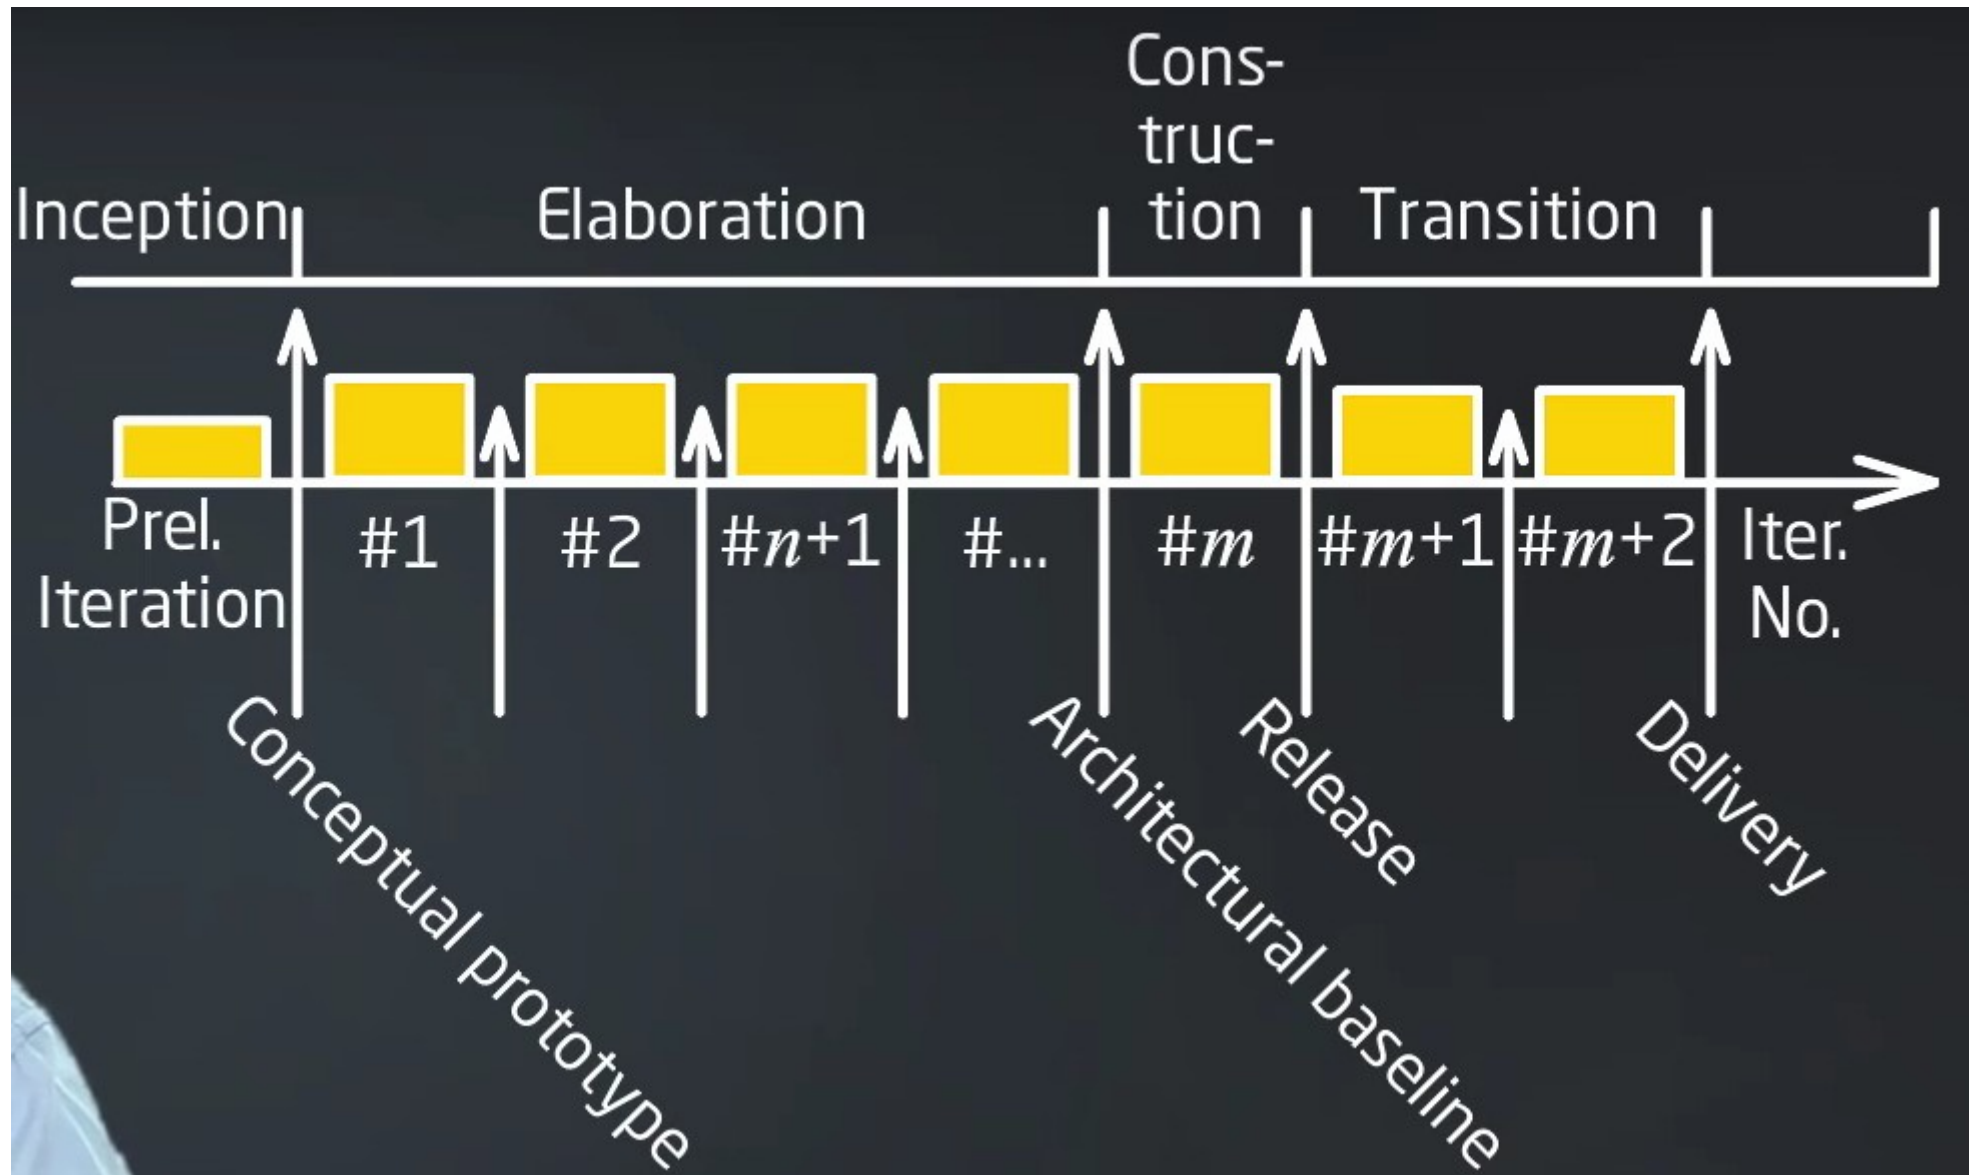 Cons-
truc-
Inception Elaboration tion Transition
Prel. #1 #2 #n+1 #... #m #m+1 #m+2 Iter.
Iteration No.
Conceptual prototype
Architectural baseline
Release
Delivery